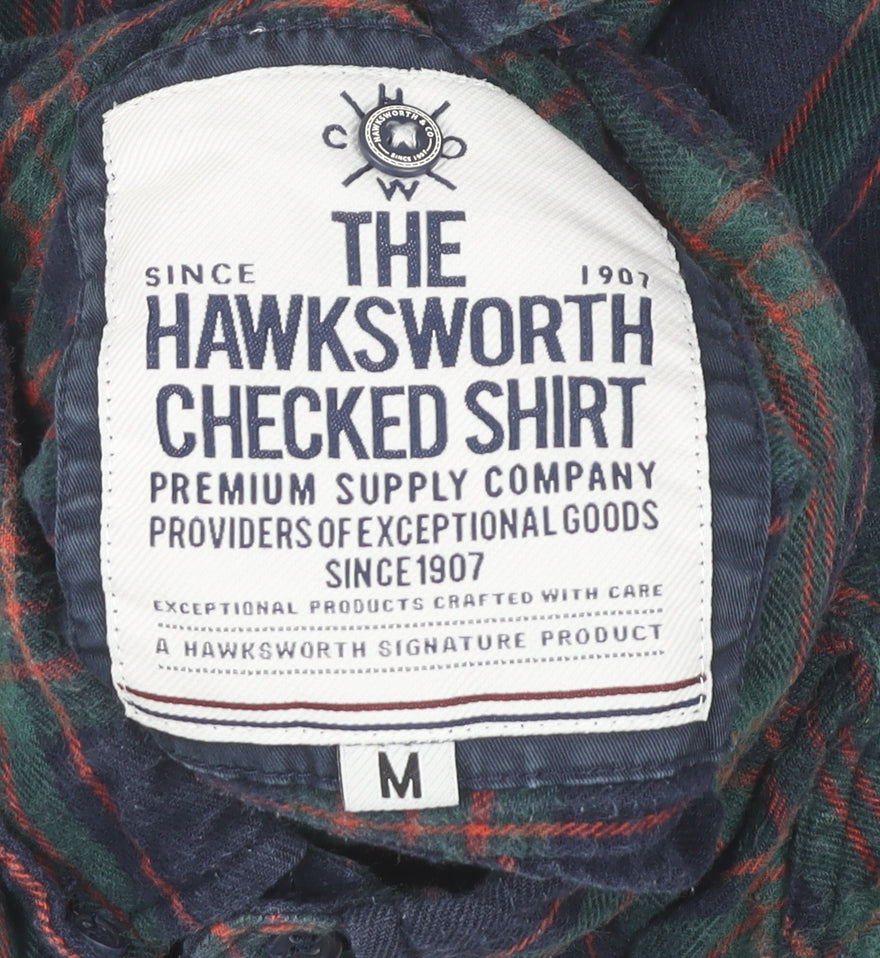 H
C O
W
HAWKSWORTH & CO
SINCE 1907
THE
SINCE 1907
HAWKSWORTH
CHECKED SHIRT
PREMIUM SUPPLY COMPANY
PROVIDERS OF EXCEPTIONAL GOODS
SINCE 1907
EXCEPTIONAL PRODUCTS CRAFTED WITH CARE
A HAWKSWORTH SIGNATURE PRODUCT
M